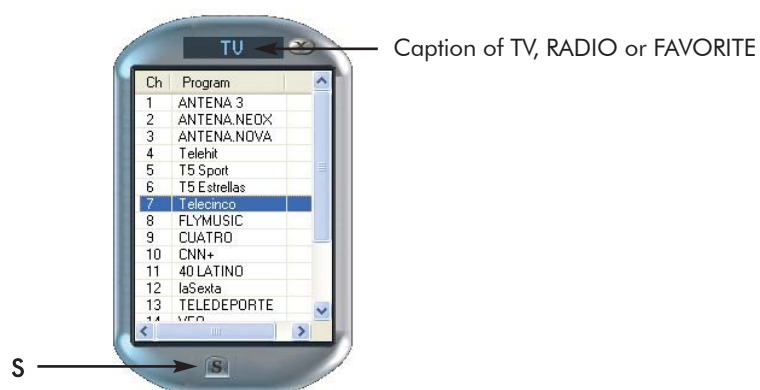 TV
Caption of TV, RADIO or FAVORITE
Ch Program
1 ANTENA 3
2 ANTENA.NEOX
3 ANTENA.NOVA
4 Telehit
5 T5 Sport
6 T5 Estrellas
7 Telecinco
8 FLYMUSIC
9 CUATRO
10 CNN+
11 40 LATINO
12 laSexta
13 TELEDEPORTE
14
S
S